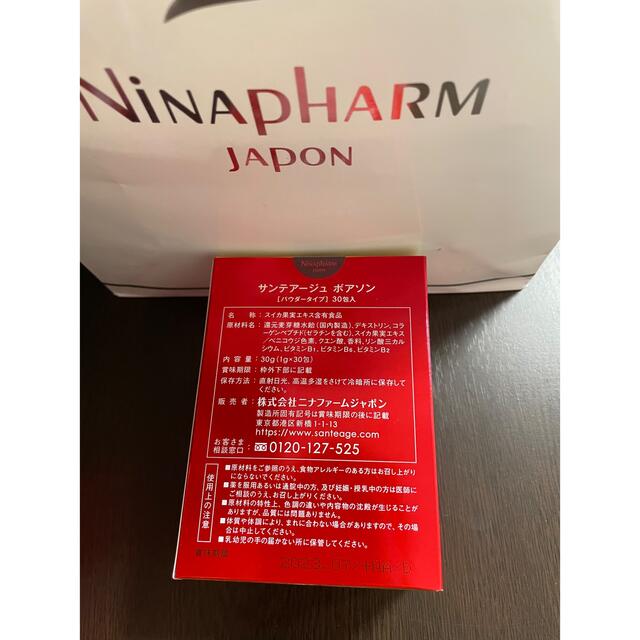 NiNAPHARM
JAPON
NiNAPHARM
JAPON
サンテアージュ ポアソン
[パウダータイプ] 30包入
名 称：スイカ果実エキス含有食品
原材料名：還元麦芽糖水飴(国内製造)、デキストリン、コラ
ーゲンペプチド(ゼラチンを含む)、スイカ果実エキス
/ベニコウジ色素、クエン酸、香料、リン酸三カル
シウム、ビタミンB1、ビタミンB6、ビタミンB2
内 容 量：30g(1g×30包)
賞味期限：枠外下部に記載
保存方法：直射日光、高温多湿をさけて冷暗所に保存して
ください。
販 売 者：株式会社ニナファームジャポン
製造所固有記号は賞味期限の後に記載
東京都港区新橋1-1-13
https://www.santeage.com
お客さま
相談窓口：0120-127-525
使用上の注意
■原材料をご参照のうえ、食物アレルギーのある方はお召し上がり
にならないでください。
■薬を服用あるいは通院中の方、及び妊娠・授乳中の方は医師に
ご相談のうえ、お召し上がりください。
■原材料の特性上、色調の違いや内容物の沈殿が生じることが
ありますが、品質には問題ありません。
■体質や体調により、まれに合わない場合がありますので、その場
合は中止してください。
■乳幼児の手の届かない所に保管してください。
賞味期限 2023.07/+HA/D